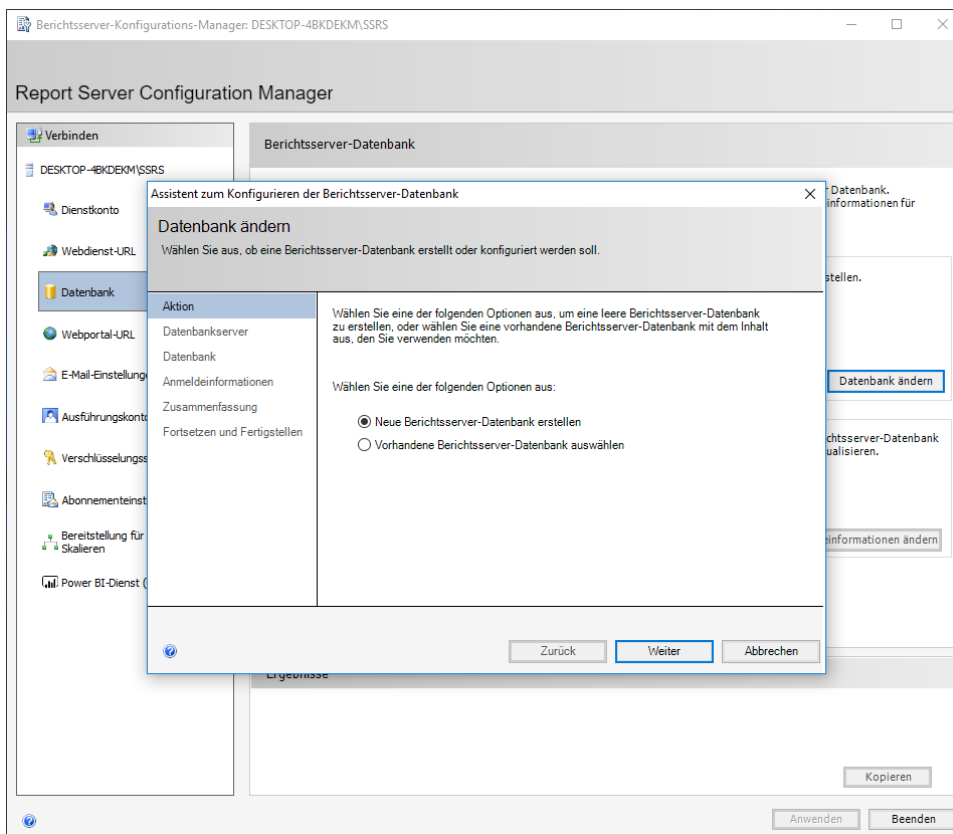 Berichtsserver-Konfigurations-Manager: DESKTOP-4BKDEKM\SSRS
Report Server Configuration Manager
Verbinden
DESKTOP-4BKDEKM\SSRS
Dienstkonto
Webdienst-URL
Datenbank
Webportal-URL
E-Mail-Einstellung
Ausführungskonto
Verschlüsselungss
Abonnementeinst
Bereitstellung für
Skalieren
Power BI-Dienst (
Berichtsserver-Datenbank
Datenbank.
informationen für
stellen.
Datenbank ändern
chtsserver-Datenbank
ualisieren.
einformationen ändern
Assistent zum Konfigurieren der Berichtsserver-Datenbank
Datenbank ändern
Wählen Sie aus, ob eine Berichtsserver-Datenbank erstellt oder konfiguriert werden soll.
Aktion
Datenbankserver
Datenbank
Anmeldeinformationen
Zusammenfassung
Fortsetzen und Fertigstellen
Wählen Sie eine der folgenden Optionen aus, um eine leere Berichtsserver-Datenbank
zu erstellen, oder wählen Sie eine vorhandene Berichtsserver-Datenbank mit dem Inhalt
aus, den Sie verwenden möchten.
Wählen Sie eine der folgenden Optionen aus:
Neue Berichtsserver-Datenbank erstellen
Vorhandene Berichtsserver-Datenbank auswählen
Zurück
Weiter
Abbrechen
Ergebnisse
Kopieren
Anwenden
Beenden